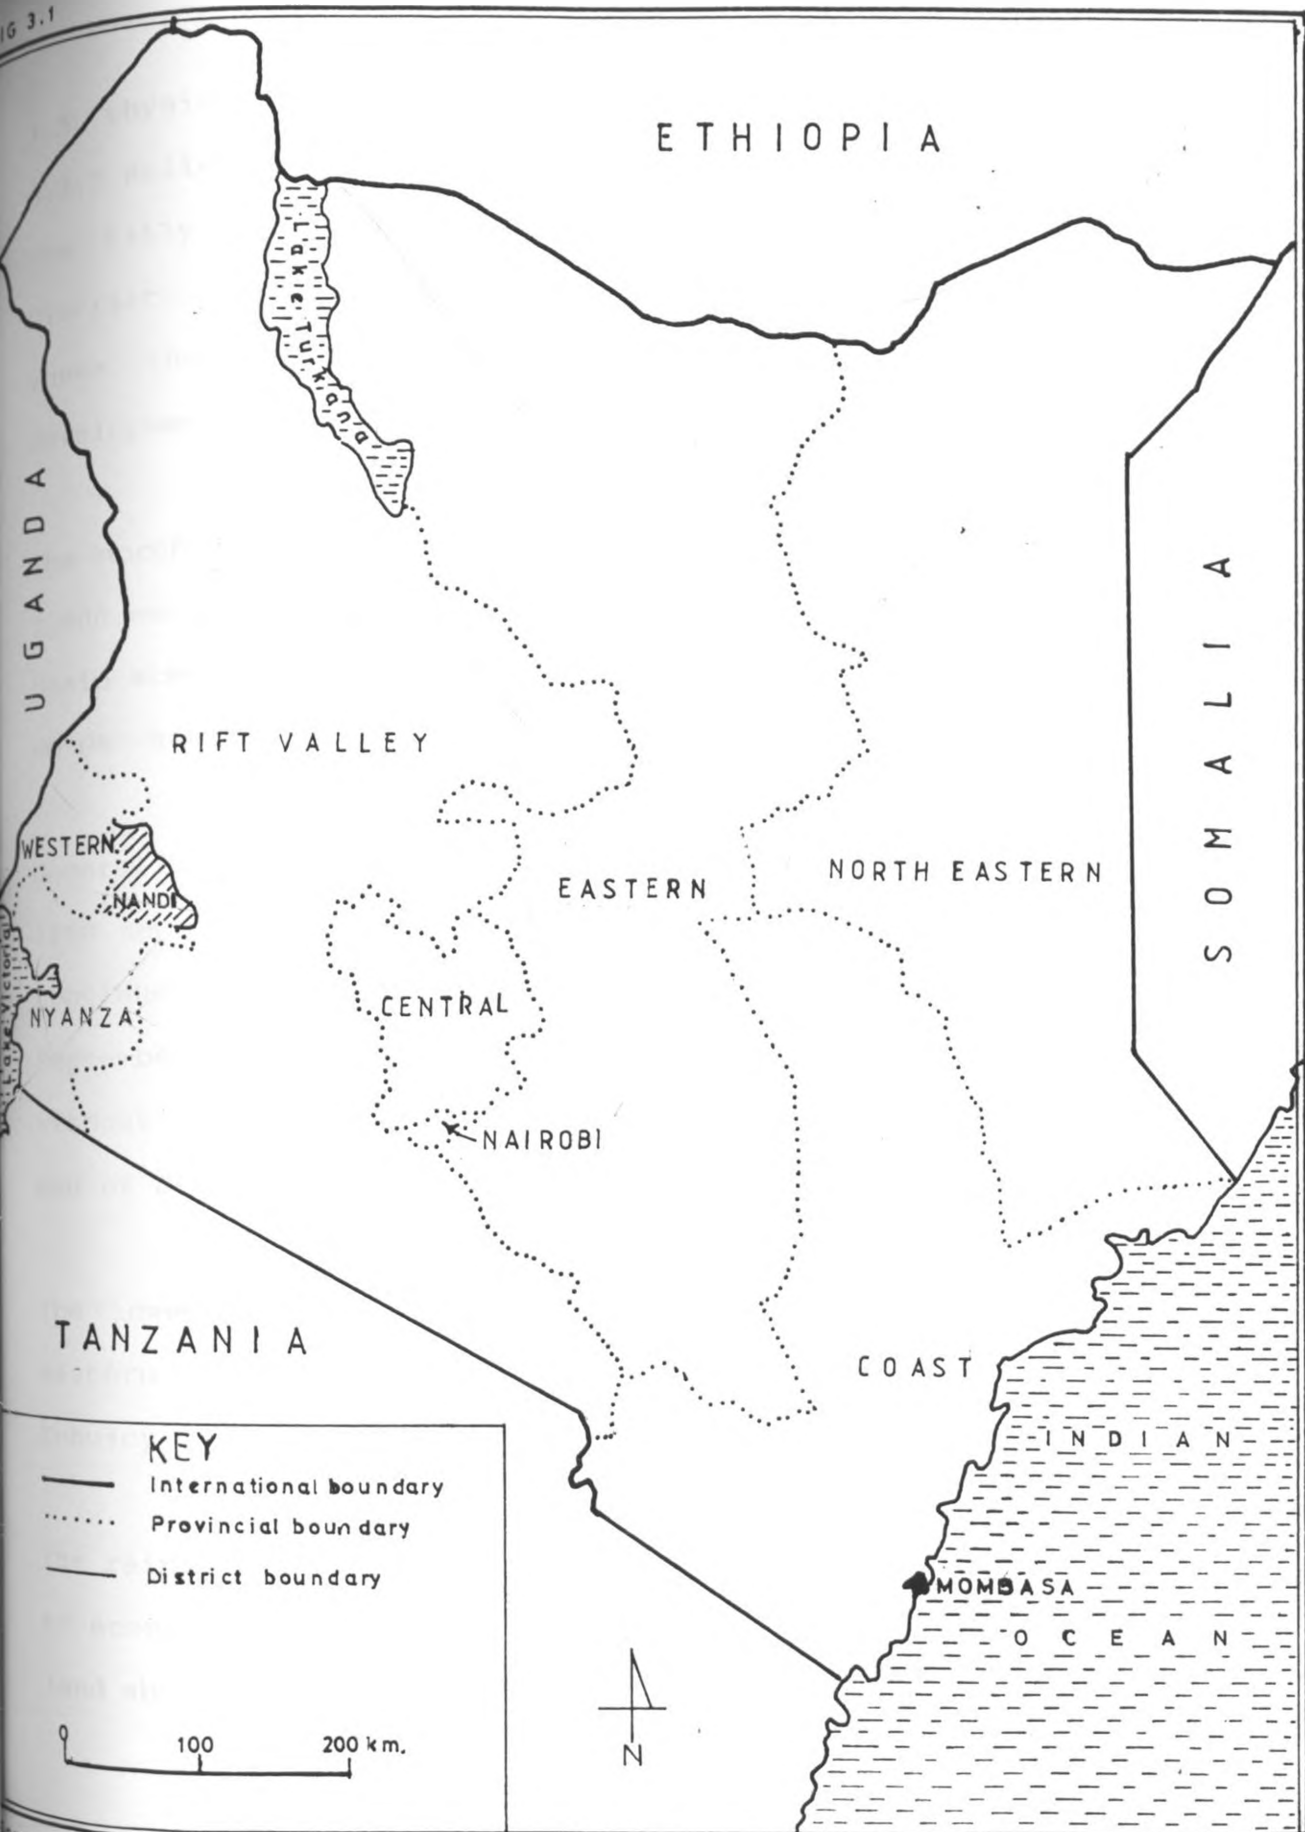 IG 3.1
ETHIOPIA
Lake Turkana
UGANDA
SOMALIA
RIFT VALLEY
WESTERN
NANDI
EASTERN
NORTH EASTERN
Lake Victoria
NYANZA
CENTRAL
NAIROBI
TANZANIA
COAST
INDIAN
OCEAN
MOMBASA
KEY
International boundary
Provincial boundary
District boundary
0 100 200 km.
N